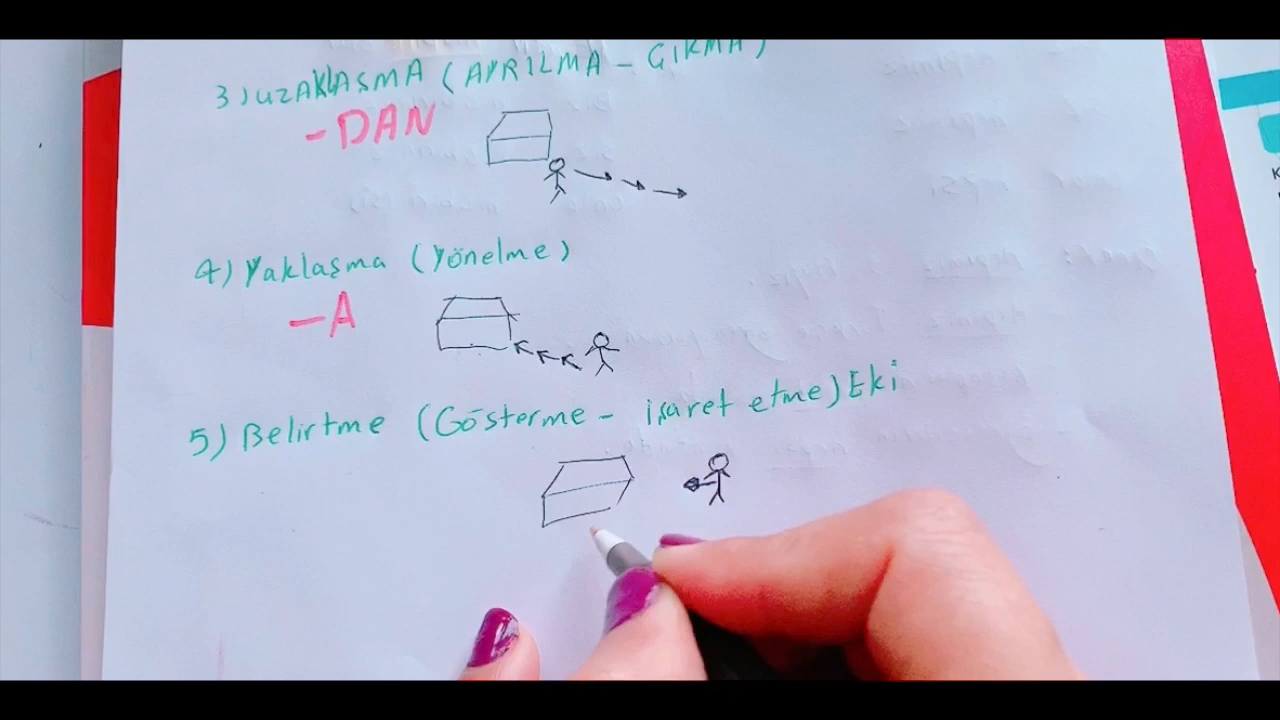 3) UZAKLAŞMA (AYRILMA - ÇIKMA)
-DAN
4) Yaklaşma (Yönelme)
-A
5) Belirtme (Gösterme - işaret etme) Eki